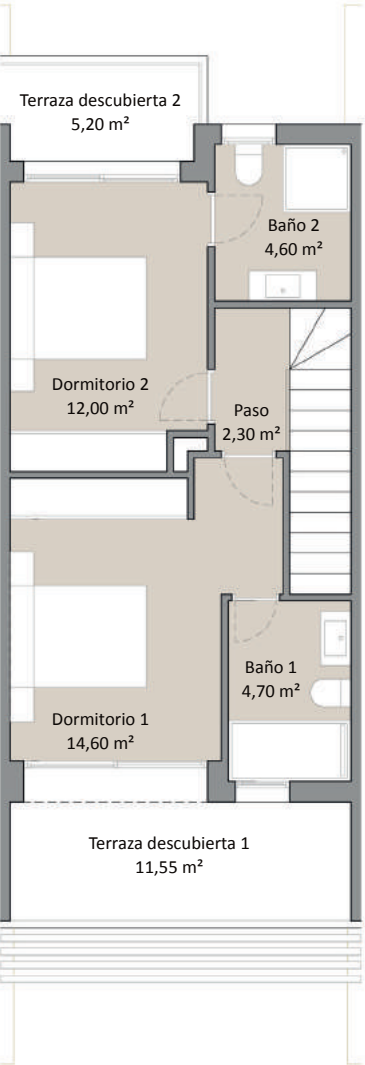 Terraza descubierta 2
5,20 m²
Baño 2
4,60 m²
Dormitorio 2
12,00 m²
Paso
2,30 m²
Baño 1
4,70 m²
Dormitorio 1
14,60 m²
Terraza descubierta 1
11,55 m²